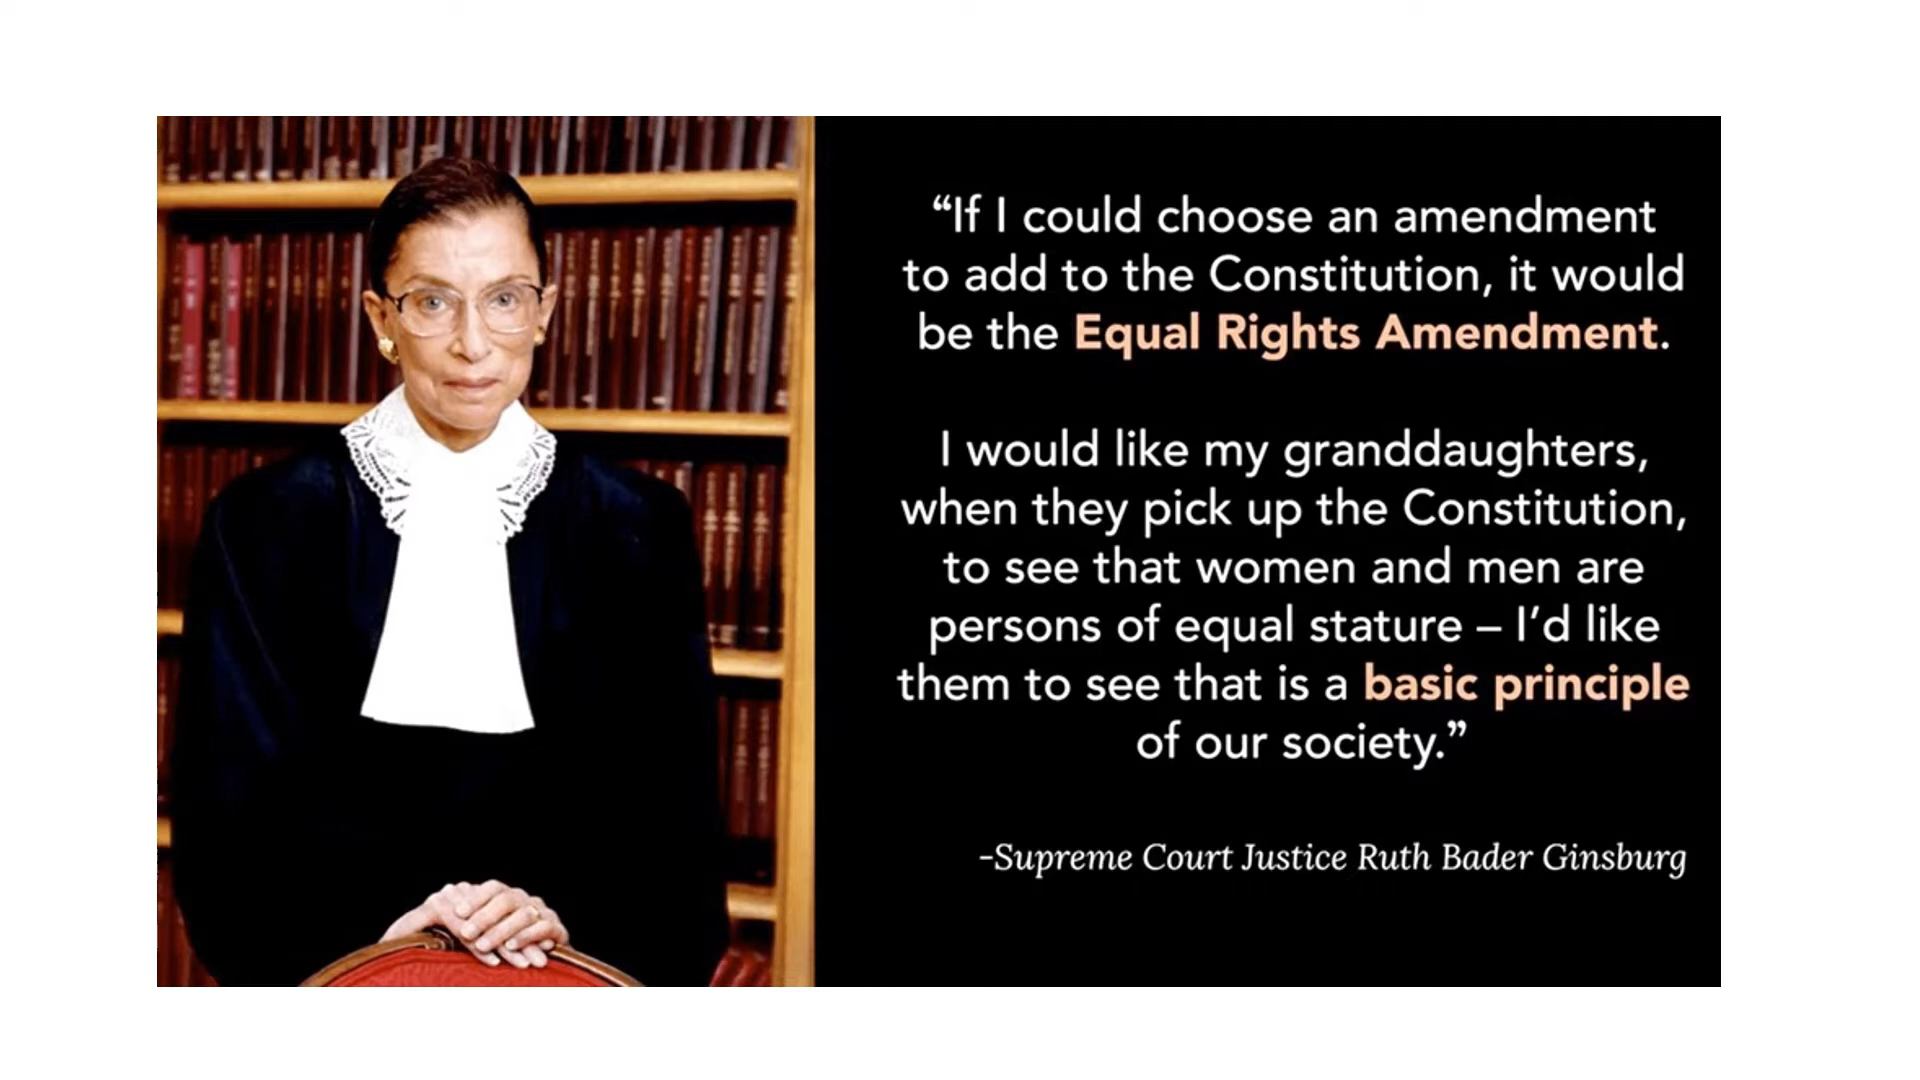 “If I could choose an amendment
to add to the Constitution, it would
be the Equal Rights Amendment.
I would like my granddaughters,
when they pick up the Constitution,
to see that women and men are
persons of equal stature – I’d like
them to see that is a basic principle
of our society.”
-Supreme Court Justice Ruth Bader Ginsburg